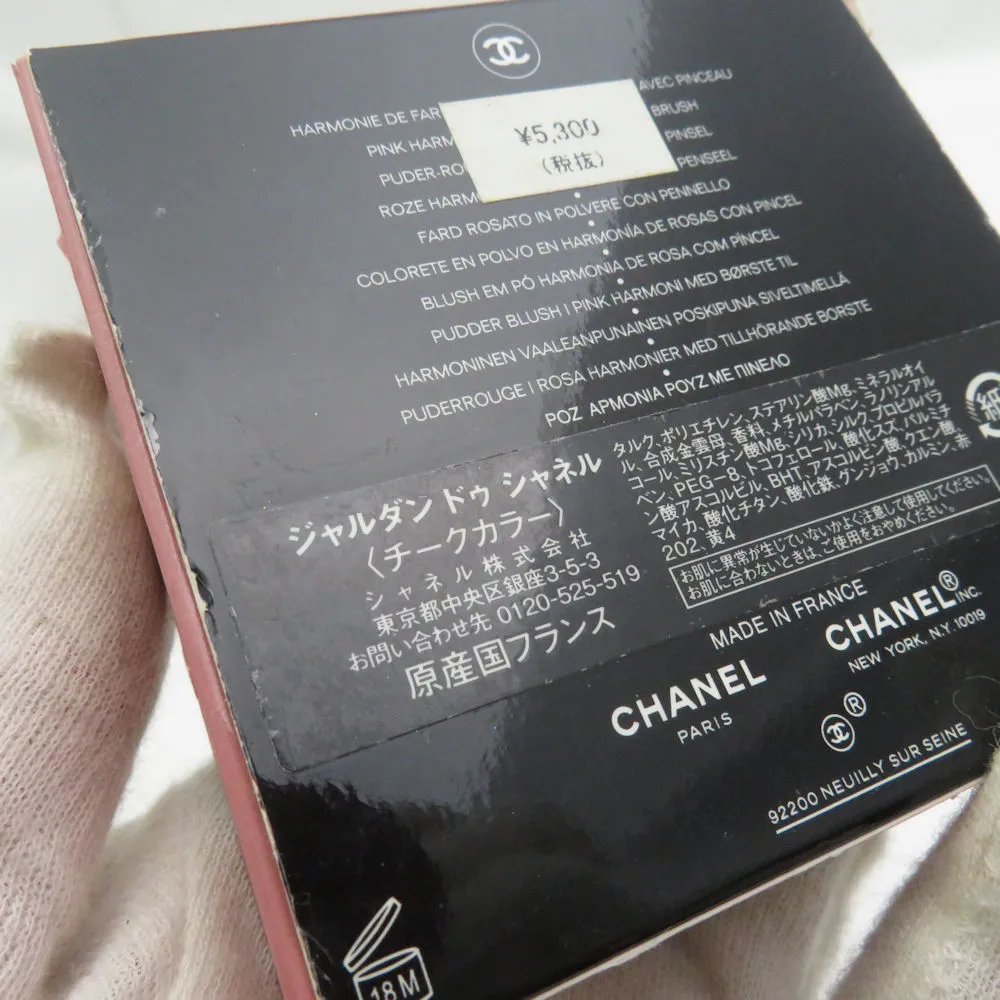 HARMONIE DE FAR
AVEC PINCEAU
PINK HARM
BRUSH
PUDER-RO
PINSEL
ROZE HARM
PENSEEL
¥5,300
(税抜)
FARD ROSATO IN POLVERE CON PENNELLO
COLORETE EN POLVO EN HARMONÍA DE ROSAS CON PINCEL
BLUSH EM PÓ HARMONIA DE ROSA COM PÍNCEL
PUDDER BLUSH I PINK HARMONI MED BØRSTE TIL
HARMONINEN VAALEANPUNAINEN POSKIPUNA SIVELTIMELLÄ
PUDERROUGE I ROSA HARMONIER MED TILLHÖRANDE BORSTE
ΡΟΖ ΑΡΜΟΝΙΑ ΡΟΥΖ ΜΕ ΠΙΝΕΛΟ
ジャルダン ドゥ シャネル
〈チークカラー〉
シャネル株式会社
東京都中央区銀座3-5-3
お問い合わせ先 0120-525-519
原産国フランス
タルク、ポリエチレン、ステアリン酸Mg、ミネラルオイ
ル、合成金雲母、香料、メチルパラベン、ラノリンアル
コール、ミリスチン酸Mg、シリカ、シルク、プロピルパラ
ベン、PEG-8、トコフェロール、酸化スズ、パルミチ
ン酸アスコルビル、BHT、アスコルビン酸、クエン酸、
マイカ、酸化チタン、酸化鉄、グンジョウ、カルミン、赤
202、黄4
お肌に異常が生じていないかよく注意して使用してください。
お肌に合わないときは、ご使用をおやめください。
紙
MADE IN FRANCE
CHANEL
PARIS
CHANEL® INC.
NEW YORK, N.Y. 10019
®
92200 NEUILLY SUR SEINE
18 M